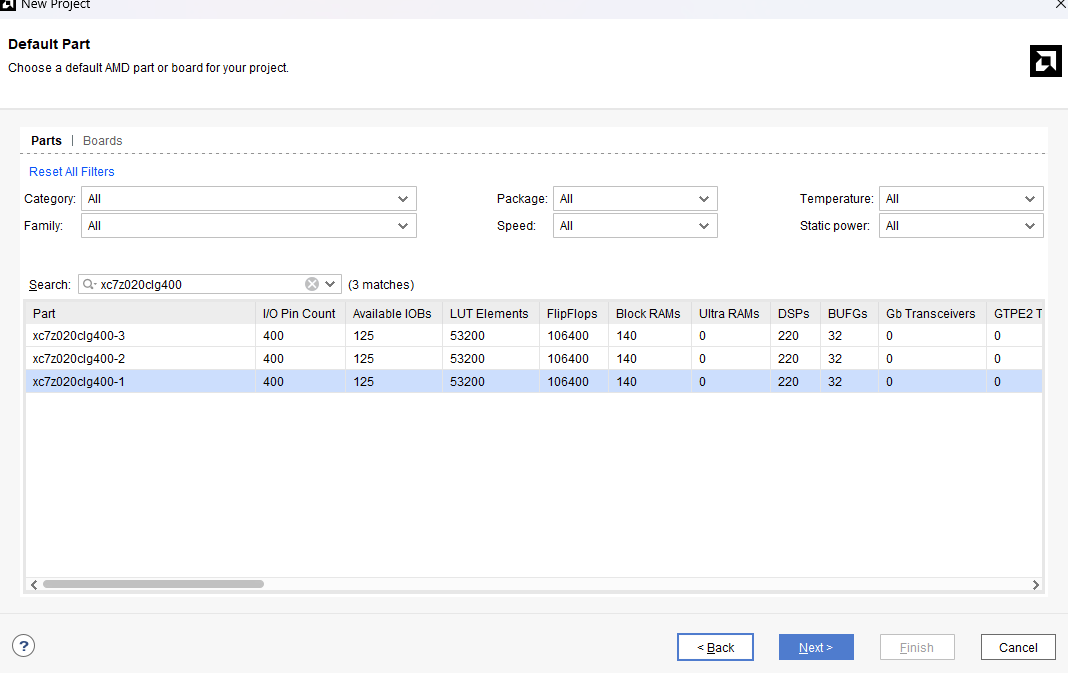 New Project
Default Part
Choose a default AMD part or board for your project.
Parts | Boards
Reset All Filters
Category: All Package: All Temperature: All
Family: All Speed: All Static power: All
Search: xc7z020clg400 (3 matches)
Part I/O Pin Count Available IOBs LUT Elements FlipFlops Block RAMs Ultra RAMs DSPs BUFGs Gb Transceivers GTPE2 T
xc7z020clg400-3 400 125 53200 106400 140 0 220 32 0 0
xc7z020clg400-2 400 125 53200 106400 140 0 220 32 0 0
xc7z020clg400-1 400 125 53200 106400 140 0 220 32 0 0
? < Back Next > Finish Cancel